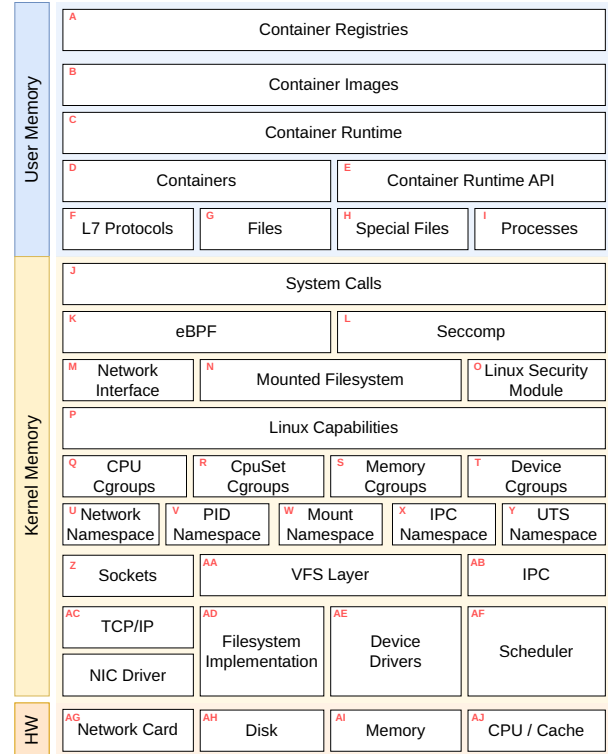 User Memory
A
Container Registries
B
Container Images
C
Container Runtime
D
Containers
E
Container Runtime API
F
L7 Protocols
G
Files
H
Special Files
I
Processes
Kernel Memory
J
System Calls
K
eBPF
L
Seccomp
M
Network
Interface
N
Mounted Filesystem
O
Linux Security
Module
P
Linux Capabilities
Q
CPU
Cgroups
R
CpuSet
Cgroups
S
Memory
Cgroups
T
Device
Cgroups
U
Network
Namespace
V
PID
Namespace
W
Mount
Namespace
X
IPC
Namespace
Y
UTS
Namespace
Z
Sockets
AA
VFS Layer
AB
IPC
AC
TCP/IP
NIC Driver
AD
Filesystem
Implementation
AE
Device
Drivers
AF
Scheduler
HW
AG
Network Card
AH
Disk
AI
Memory
AJ
CPU / Cache